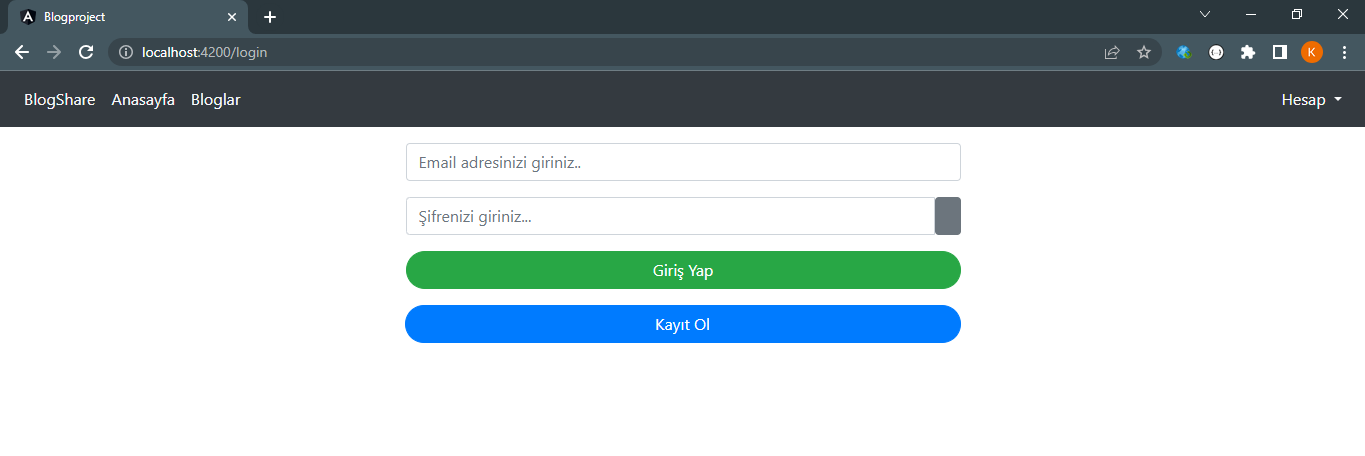 Blogproject
localhost:4200/login
K
BlogShare Anasayfa Bloglar Hesap
Email adresinizi giriniz..
Şifrenizi giriniz...
Giriş Yap
Kayıt Ol